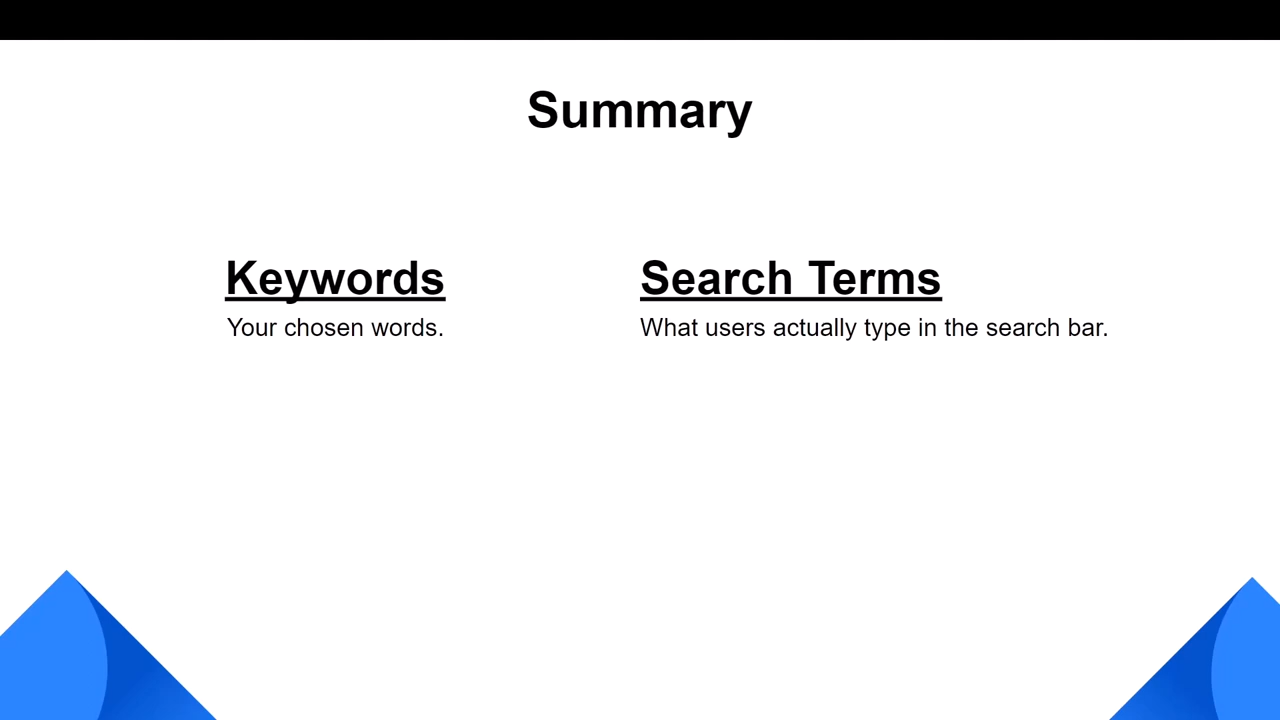 Summary
Keywords
Your chosen words.
Search Terms
What users actually type in the search bar.